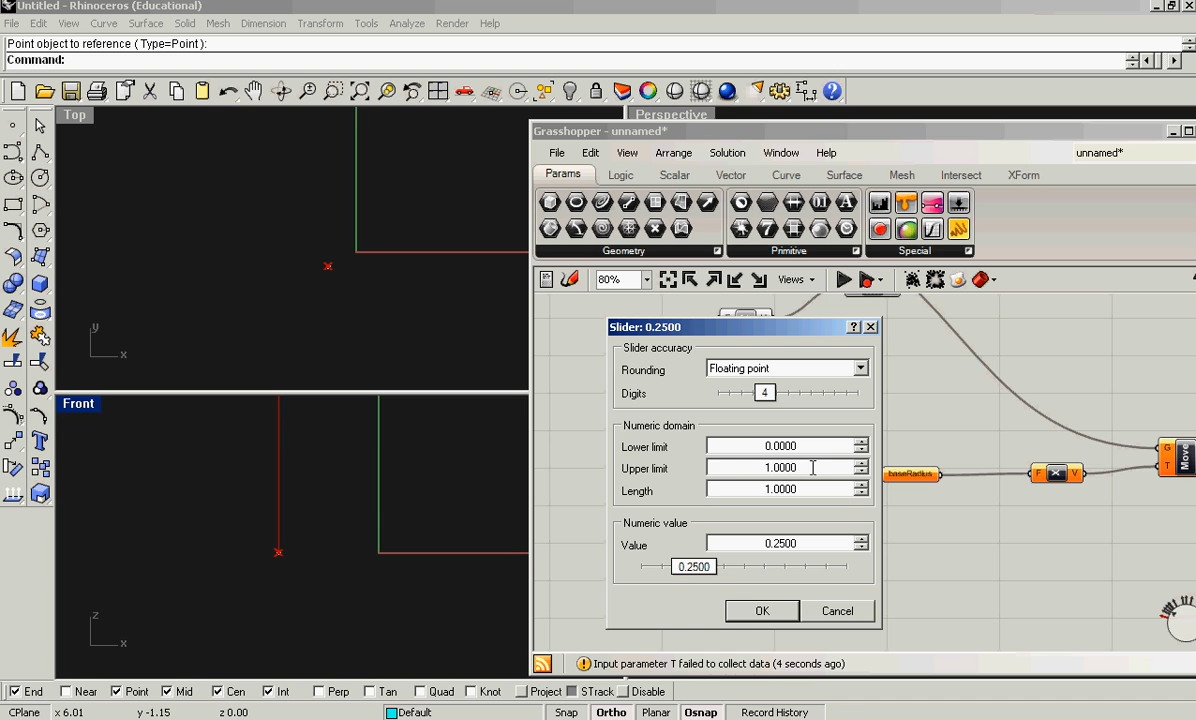 Untitled - Rhinoceros (Educational)
File Edit View Curve Surface Solid Mesh Dimension Transform Tools Analyze Render Help
Point object to reference ( Type=Point ):
Command:
Top
Perspective
Grasshopper - unnamed*
File Edit View Arrange Solution Window Help unnamed*
Params Logic Scalar Vector Curve Surface Mesh Intersect XForm
Geometry Primitive Special
80% Views
Slider: 0.2500
Slider accuracy
Rounding Floating point
Digits 4
Numeric domain
Lower limit 0.0000
Upper limit 1.0000
Length 1.0000
Numeric value
Value 0.2500
0.2500
OK Cancel
baseRadius
F V
G
T
Move
y
x
Front
z
x
Input parameter T failed to collect data (4 seconds ago)
End Near Point Mid Cen Int Perp Tan Quad Knot Project STrack Disable
CPlane x 6.01 y -1.15 z 0.00 Default Snap Ortho Planar Osnap Record History